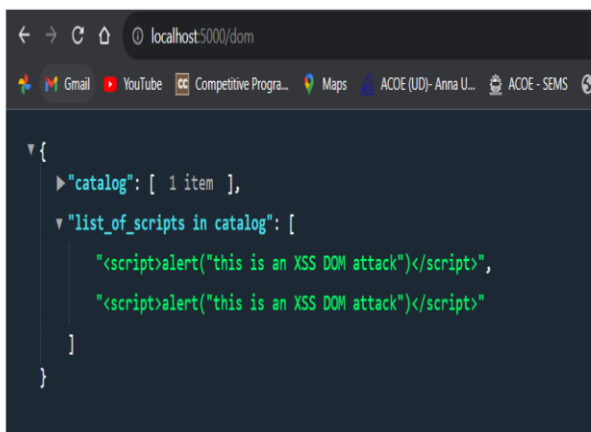 localhost:5000/dom
Gmail YouTube CC Competitive Progra... Maps ACOE (UD)- Anna U... ACOE - SEMS
{
"catalog": [ 1 item ],
"list_of_scripts in catalog": [
"<script>alert("this is an XSS DOM attack")</script>",
"<script>alert("this is an XSS DOM attack")</script>"
]
}